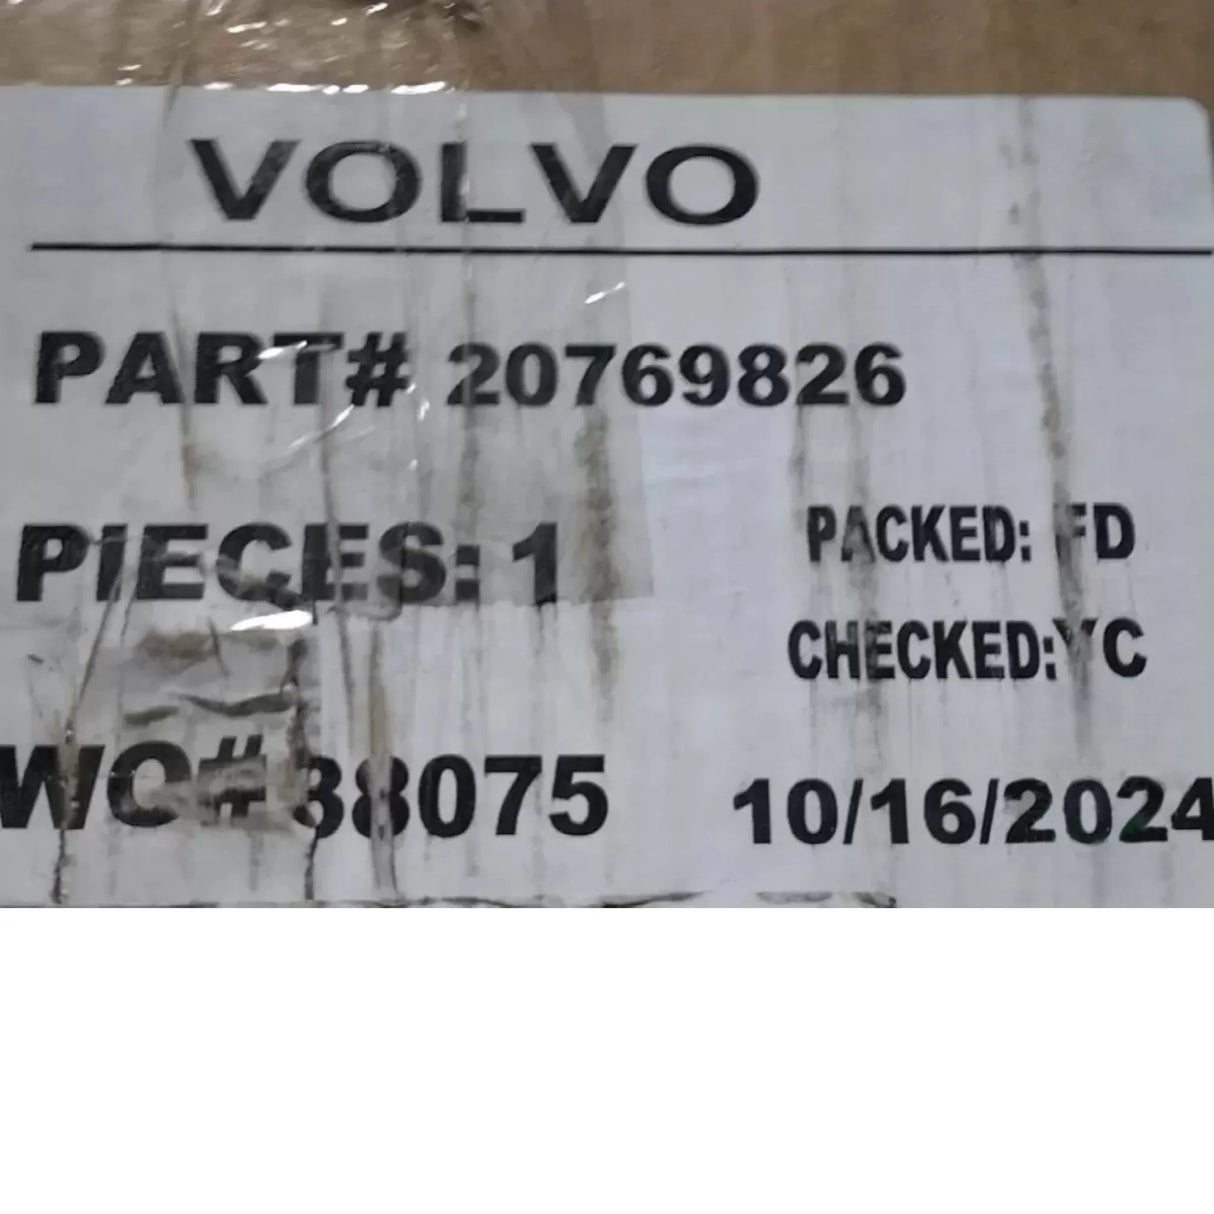 VOLVO
PART# 20769826
PIECES: 1
PACKED: FD
CHECKED:YC
WO# 38075
10/16/2024